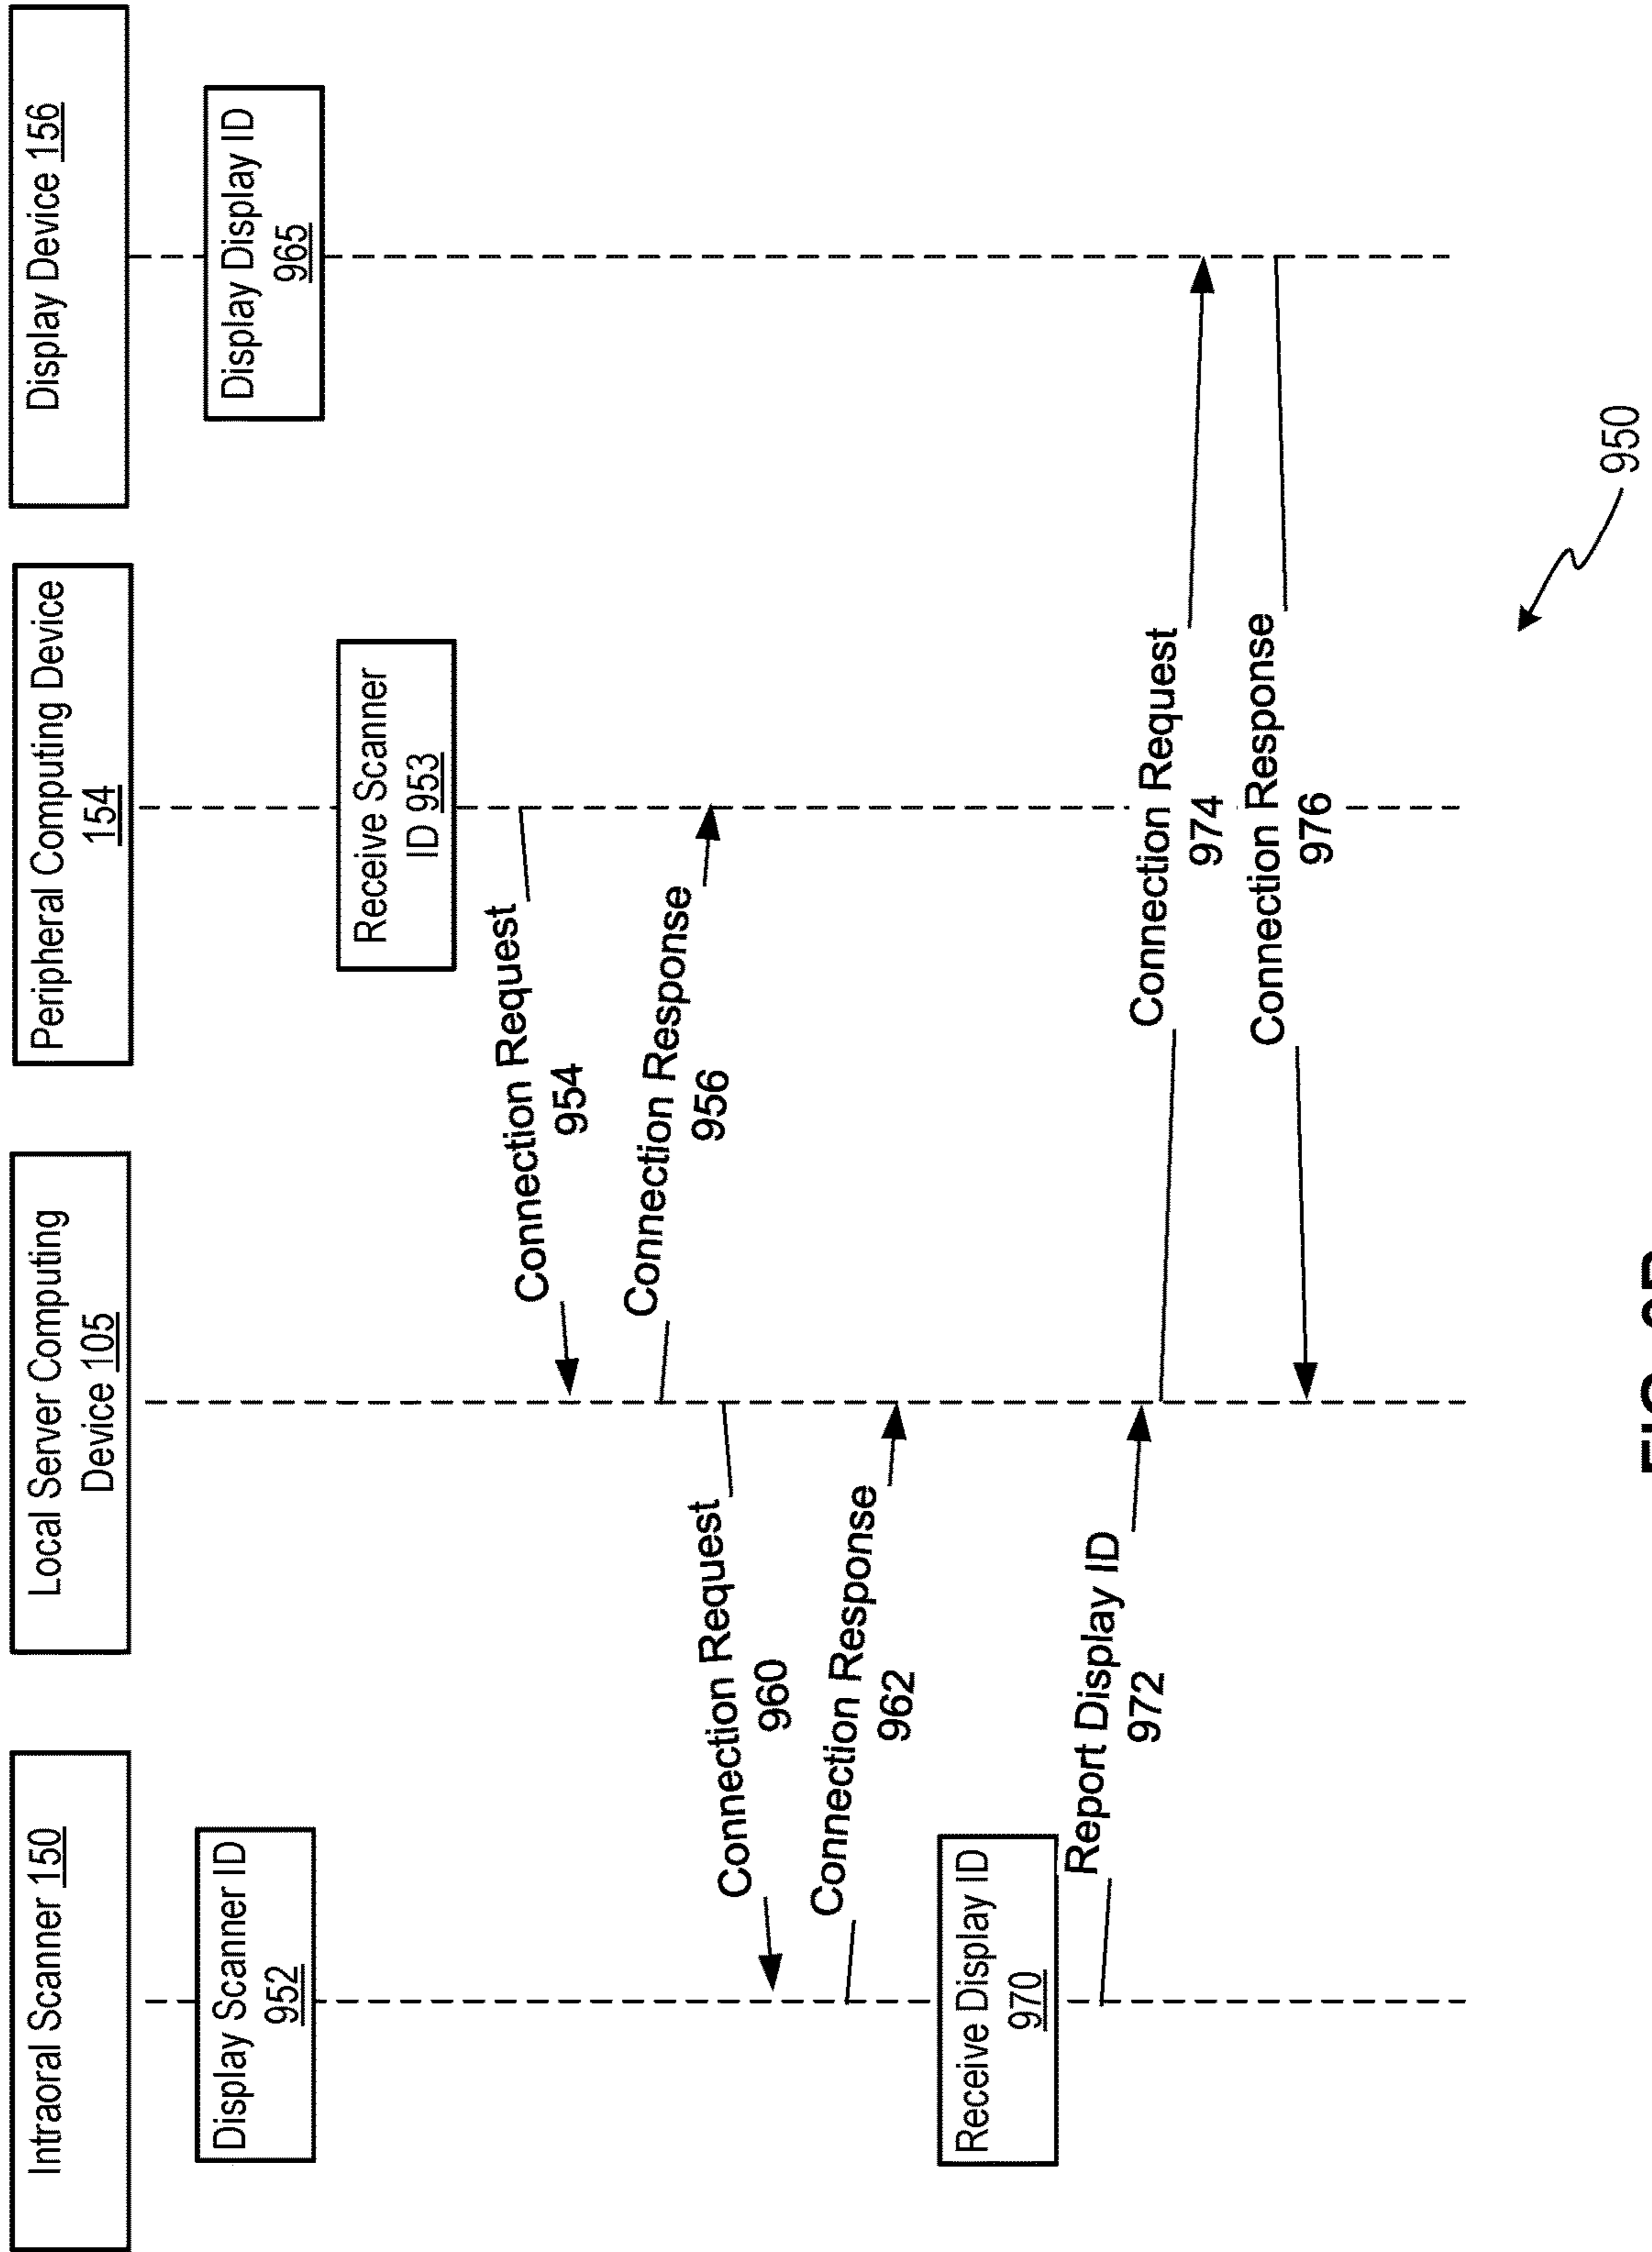 Intraoral Scanner 150
Local Server Computing
Device 105
Peripheral Computing Device
154
Display Device 156
Display Scanner ID
952
Display Display ID
965
Receive Scanner
ID 953
Connection Request
954
Connection Response
956
Connection Request
960
Connection Response
962
Receive Display ID
970
Report Display ID
972
Connection Request
974
Connection Response
976
950